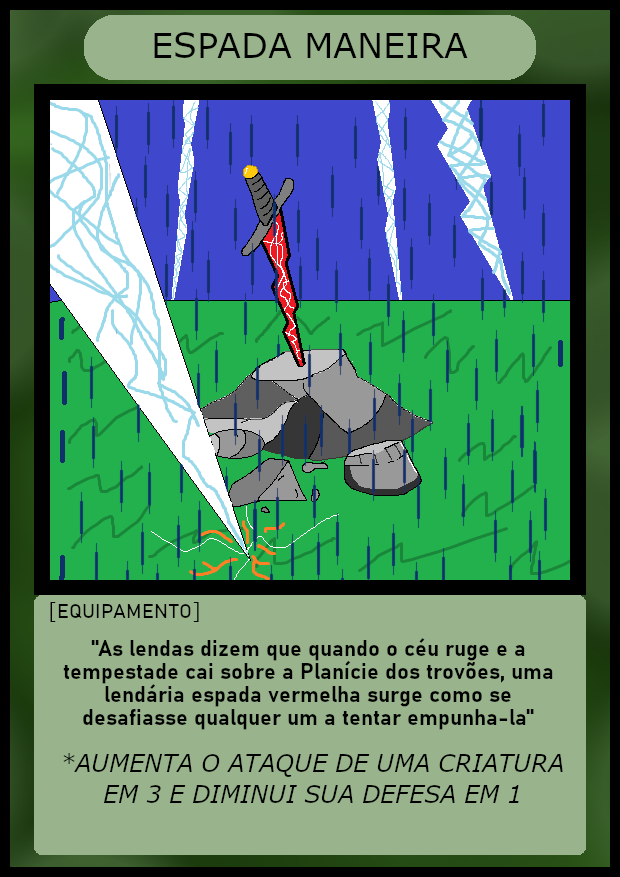 ESPADA MANEIRA
[EQUIPAMENTO]
"As lendas dizem que quando o céu ruge e a
tempestade cai sobre a Planície dos trovões, uma
lendária espada vermelha surge como se
desafiasse qualquer um a tentar empunha-la"
*AUMENTA O ATAQUE DE UMA CRIATURA
EM 3 E DIMINUI SUA DEFESA EM 1